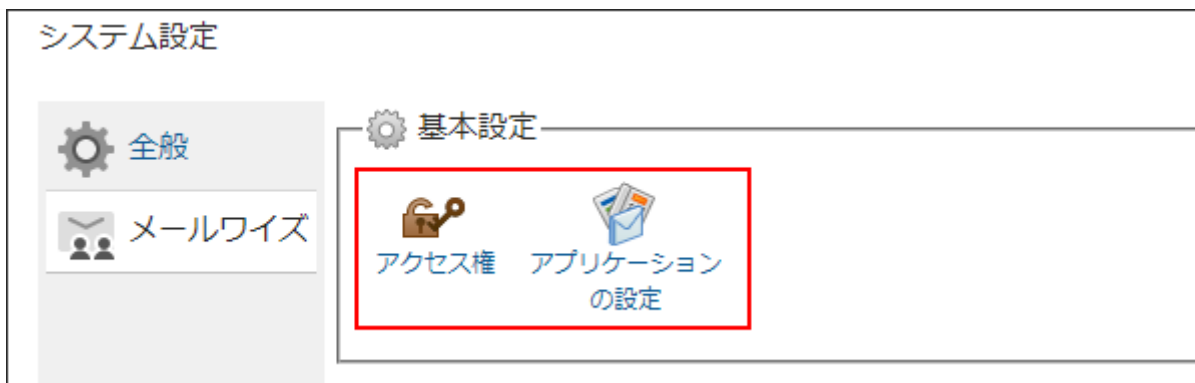 システム設定
全般
メールワイズ
基本設定
アクセス権
アプリケーション
の設定